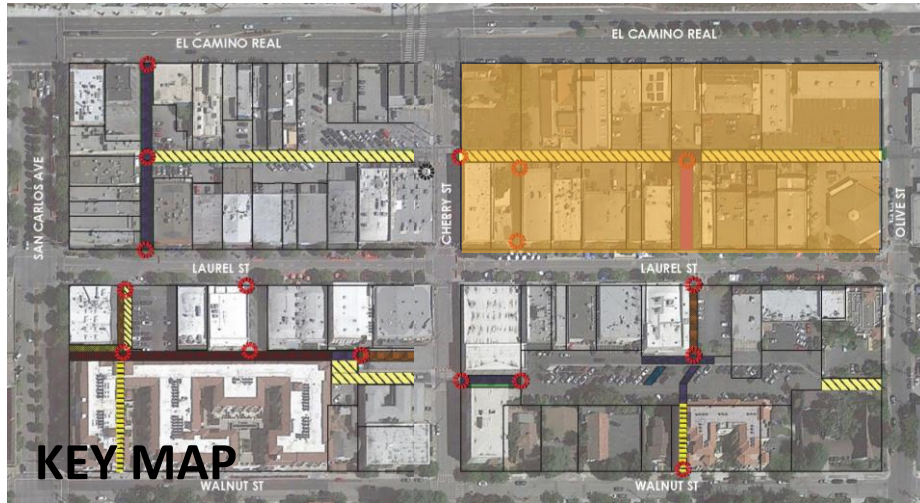 EL CAMINO REAL
EL CAMINO REAL
SAN CARLOS AVE
CHERRY ST
OLIVE ST
LAUREL ST
LAUREL ST
KEY MAP
WALNUT ST
WALNUT ST